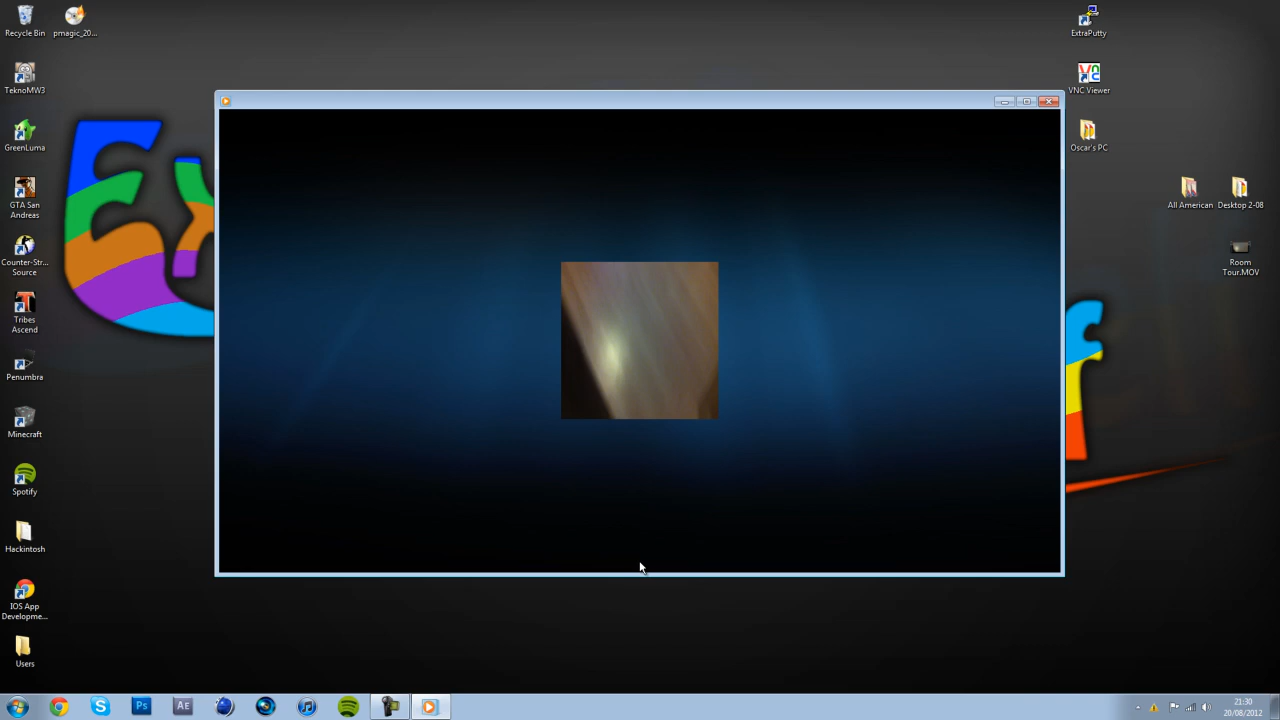 Recycle Bin
pmagic_20...
TeknoMW3
GreenLuma
GTA San
Andreas
Counter-Str...
Source
Tribes
Ascend
Penumbra
Minecraft
Spotify
Hackintosh
IOS App
Developme...
Users
ExtraPutty
VNC Viewer
Oscar's PC
All American
Desktop 2-08
Room
Tour.MOV
Ps
Ae
21:30
20/08/2012